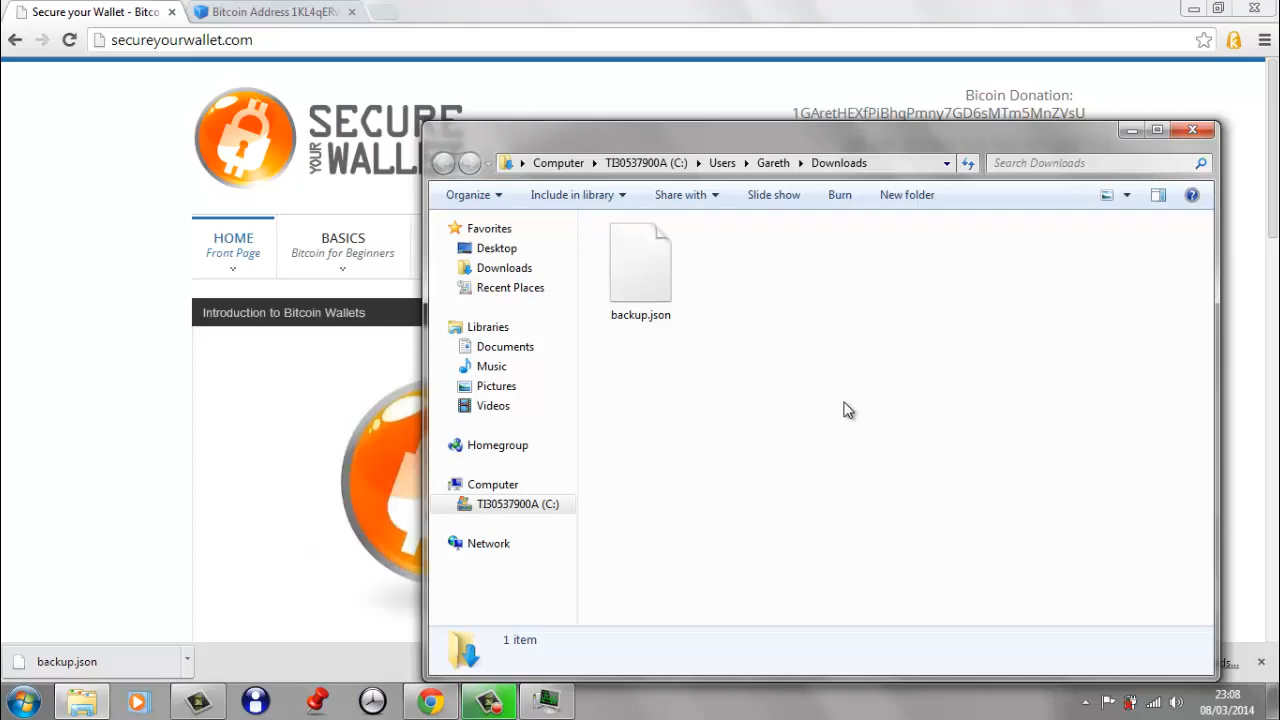 Secure your Wallet - Bitco
Bitcoin Address 1KL4qER
secureyourwallet.com
SECURE
YOUR
WALLE
Bicoin Donation:
HOME
Front Page
BASICS
Bitcoin for Beginners
Introduction to Bitcoin Wallets
Computer
TI30537900A (C:)
Users
Gareth
Downloads
Search Downloads
Organize
Include in library
Share with
Slide show
Burn
New folder
Favorites
Desktop
Downloads
Recent Places
Libraries
Documents
Music
Pictures
Videos
Homegroup
Computer
TI30537900A (C:)
Network
backup.json
1 item
backup.json
ds...
23:08
08/03/2014